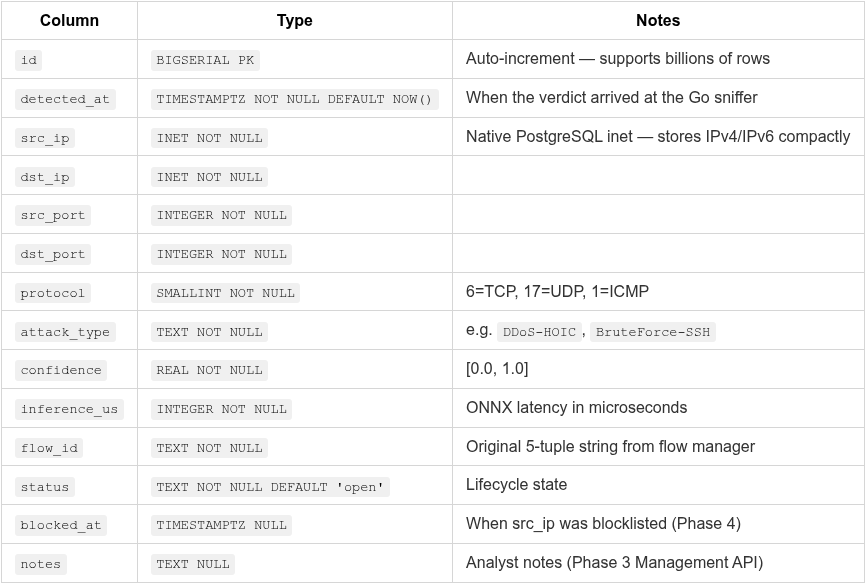 Column Type Notes
id BIGSERIAL PK Auto-increment — supports billions of rows
detected_at TIMESTAMPTZ NOT NULL DEFAULT NOW() When the verdict arrived at the Go sniffer
src_ip INET NOT NULL Native PostgreSQL inet — stores IPv4/IPv6 compactly
dst_ip INET NOT NULL
src_port INTEGER NOT NULL
dst_port INTEGER NOT NULL
protocol SMALLINT NOT NULL 6=TCP, 17=UDP, 1=ICMP
attack_type TEXT NOT NULL e.g. DDoS-HOIC, BruteForce-SSH
confidence REAL NOT NULL [0.0, 1.0]
inference_us INTEGER NOT NULL ONNX latency in microseconds
flow_id TEXT NOT NULL Original 5-tuple string from flow manager
status TEXT NOT NULL DEFAULT 'open' Lifecycle state
blocked_at TIMESTAMPTZ NULL When src_ip was blocklisted (Phase 4)
notes TEXT NULL Analyst notes (Phase 3 Management API)